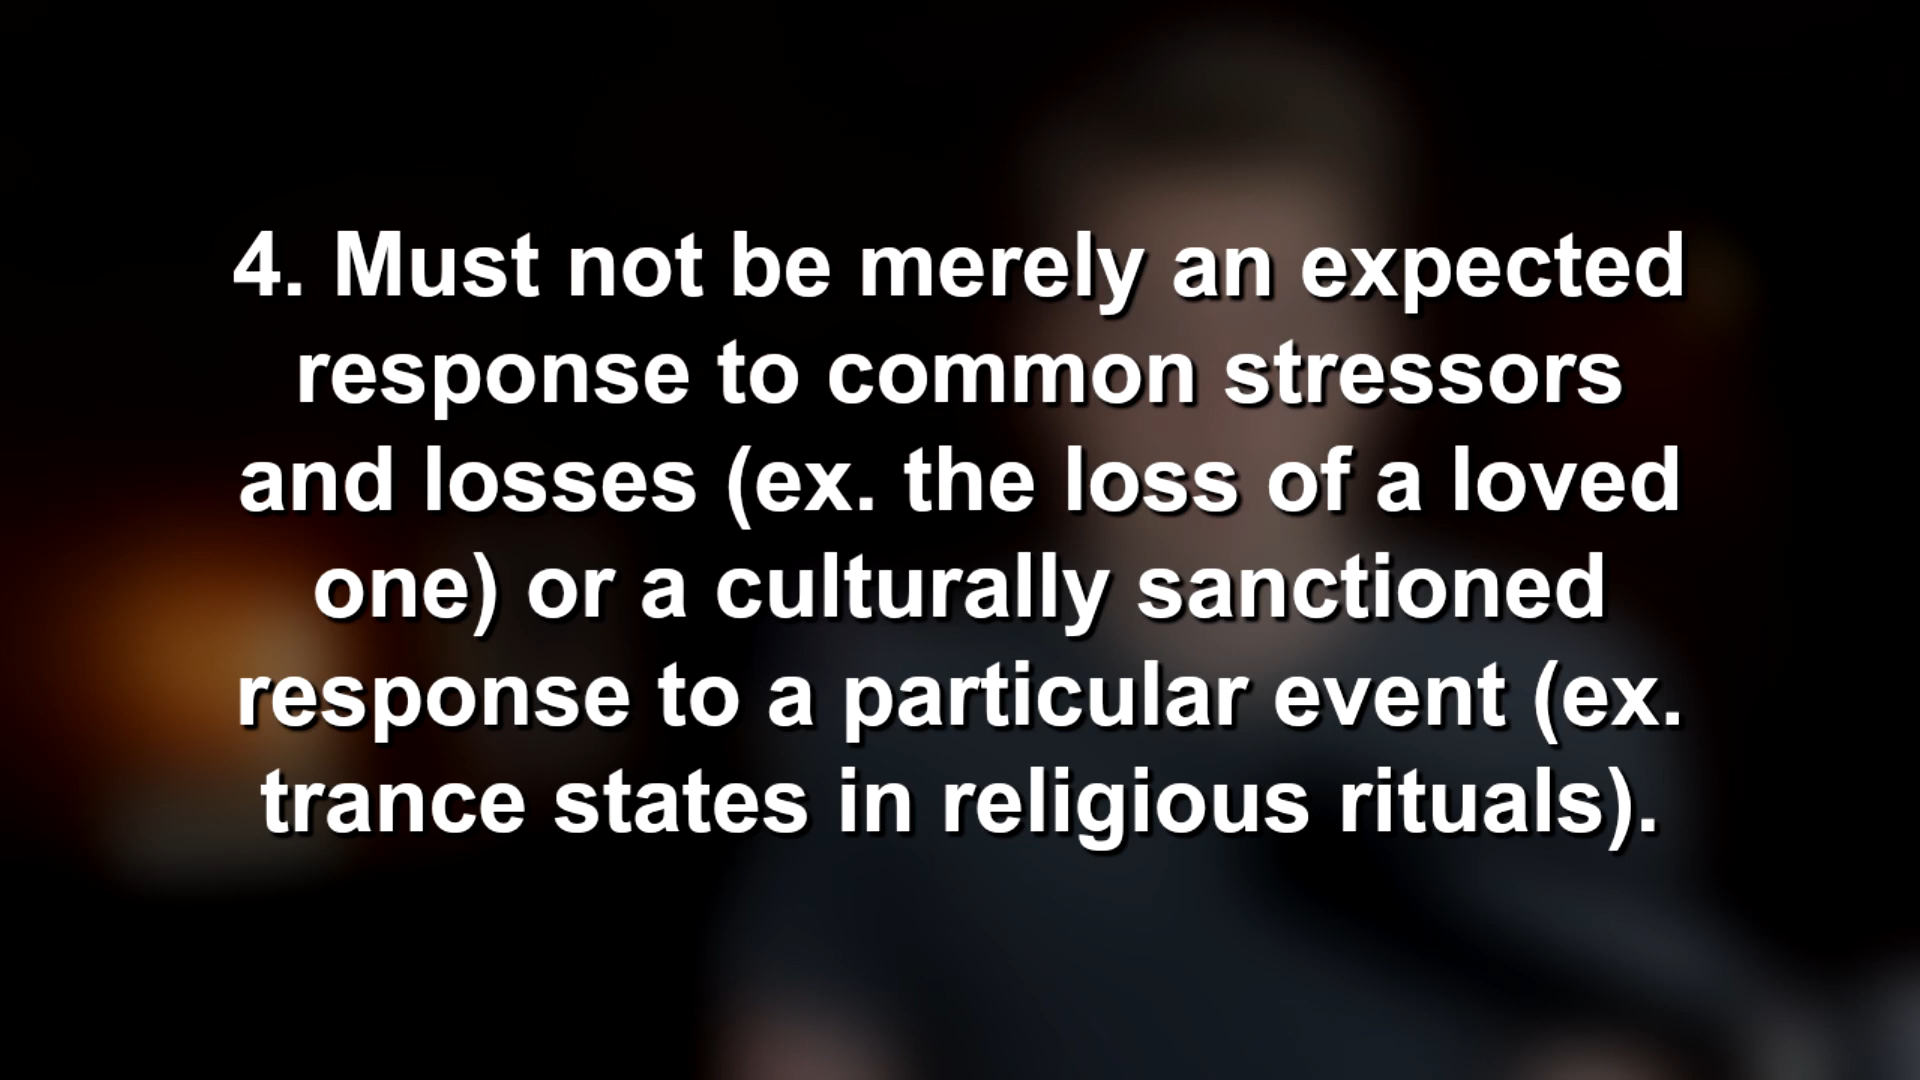 4. Must not be merely an expected
response to common stressors
and losses (ex. the loss of a loved
one) or a culturally sanctioned
response to a particular event (ex.
trance states in religious rituals).